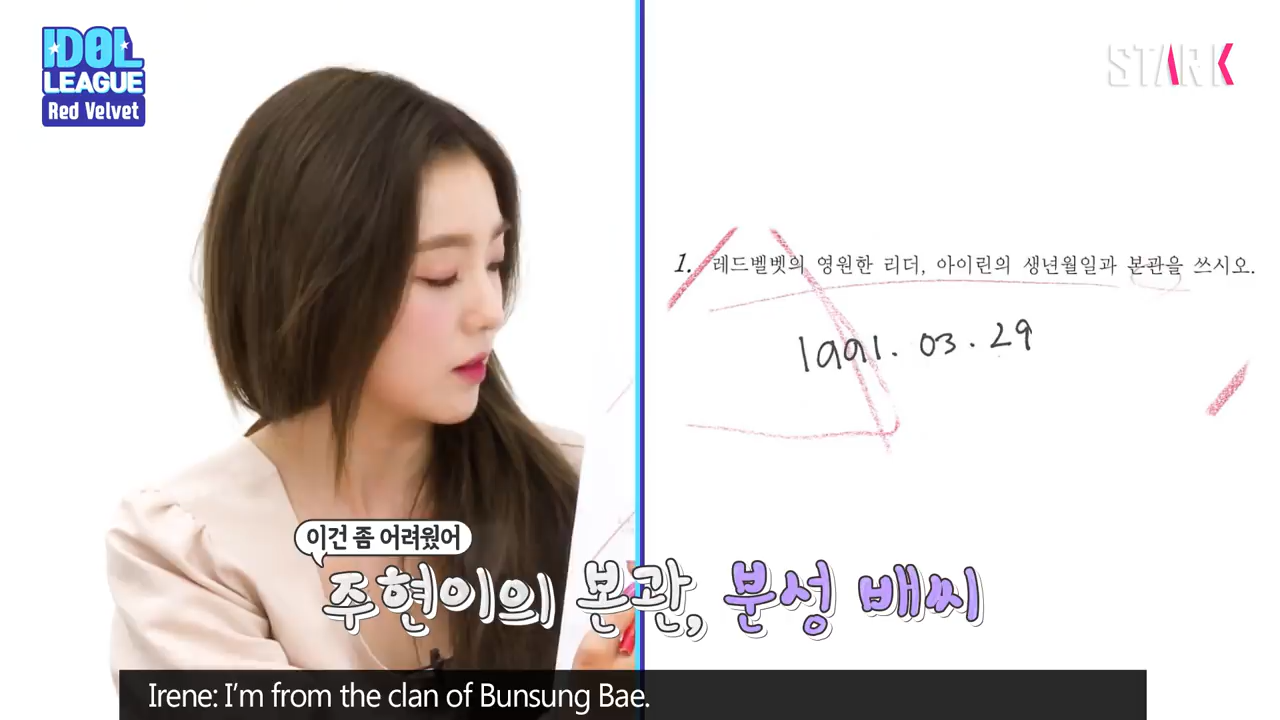 IDOL
LEAGUE
Red Velvet
STAR K
1. 레드벨벳의 영원한 리더, 아이린의 생년월일과 본관을 쓰시오.
1991. 03. 29
이건 좀 어려웠어
주현이의 본관, 분성 배씨
Irene: I'm from the clan of Bunsung Bae.